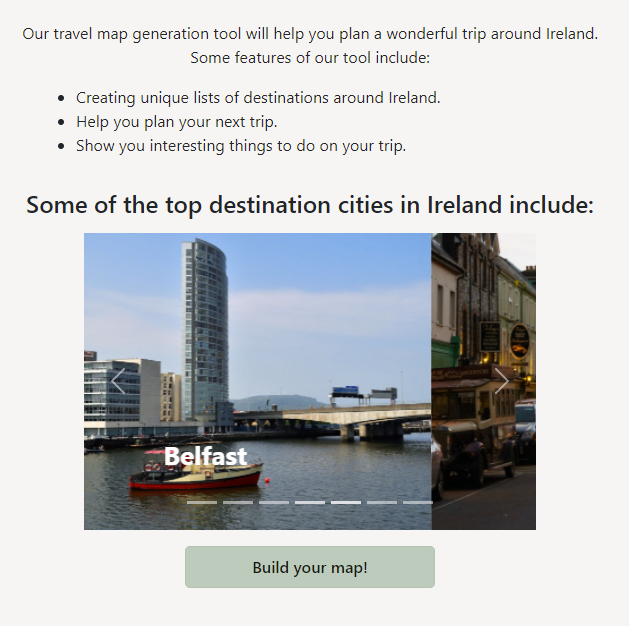 Our travel map generation tool will help you plan a wonderful trip around Ireland.
Some features of our tool include:
Creating unique lists of destinations around Ireland.
Help you plan your next trip.
Show you interesting things to do on your trip.
Some of the top destination cities in Ireland include:
Belfast
Build your map!